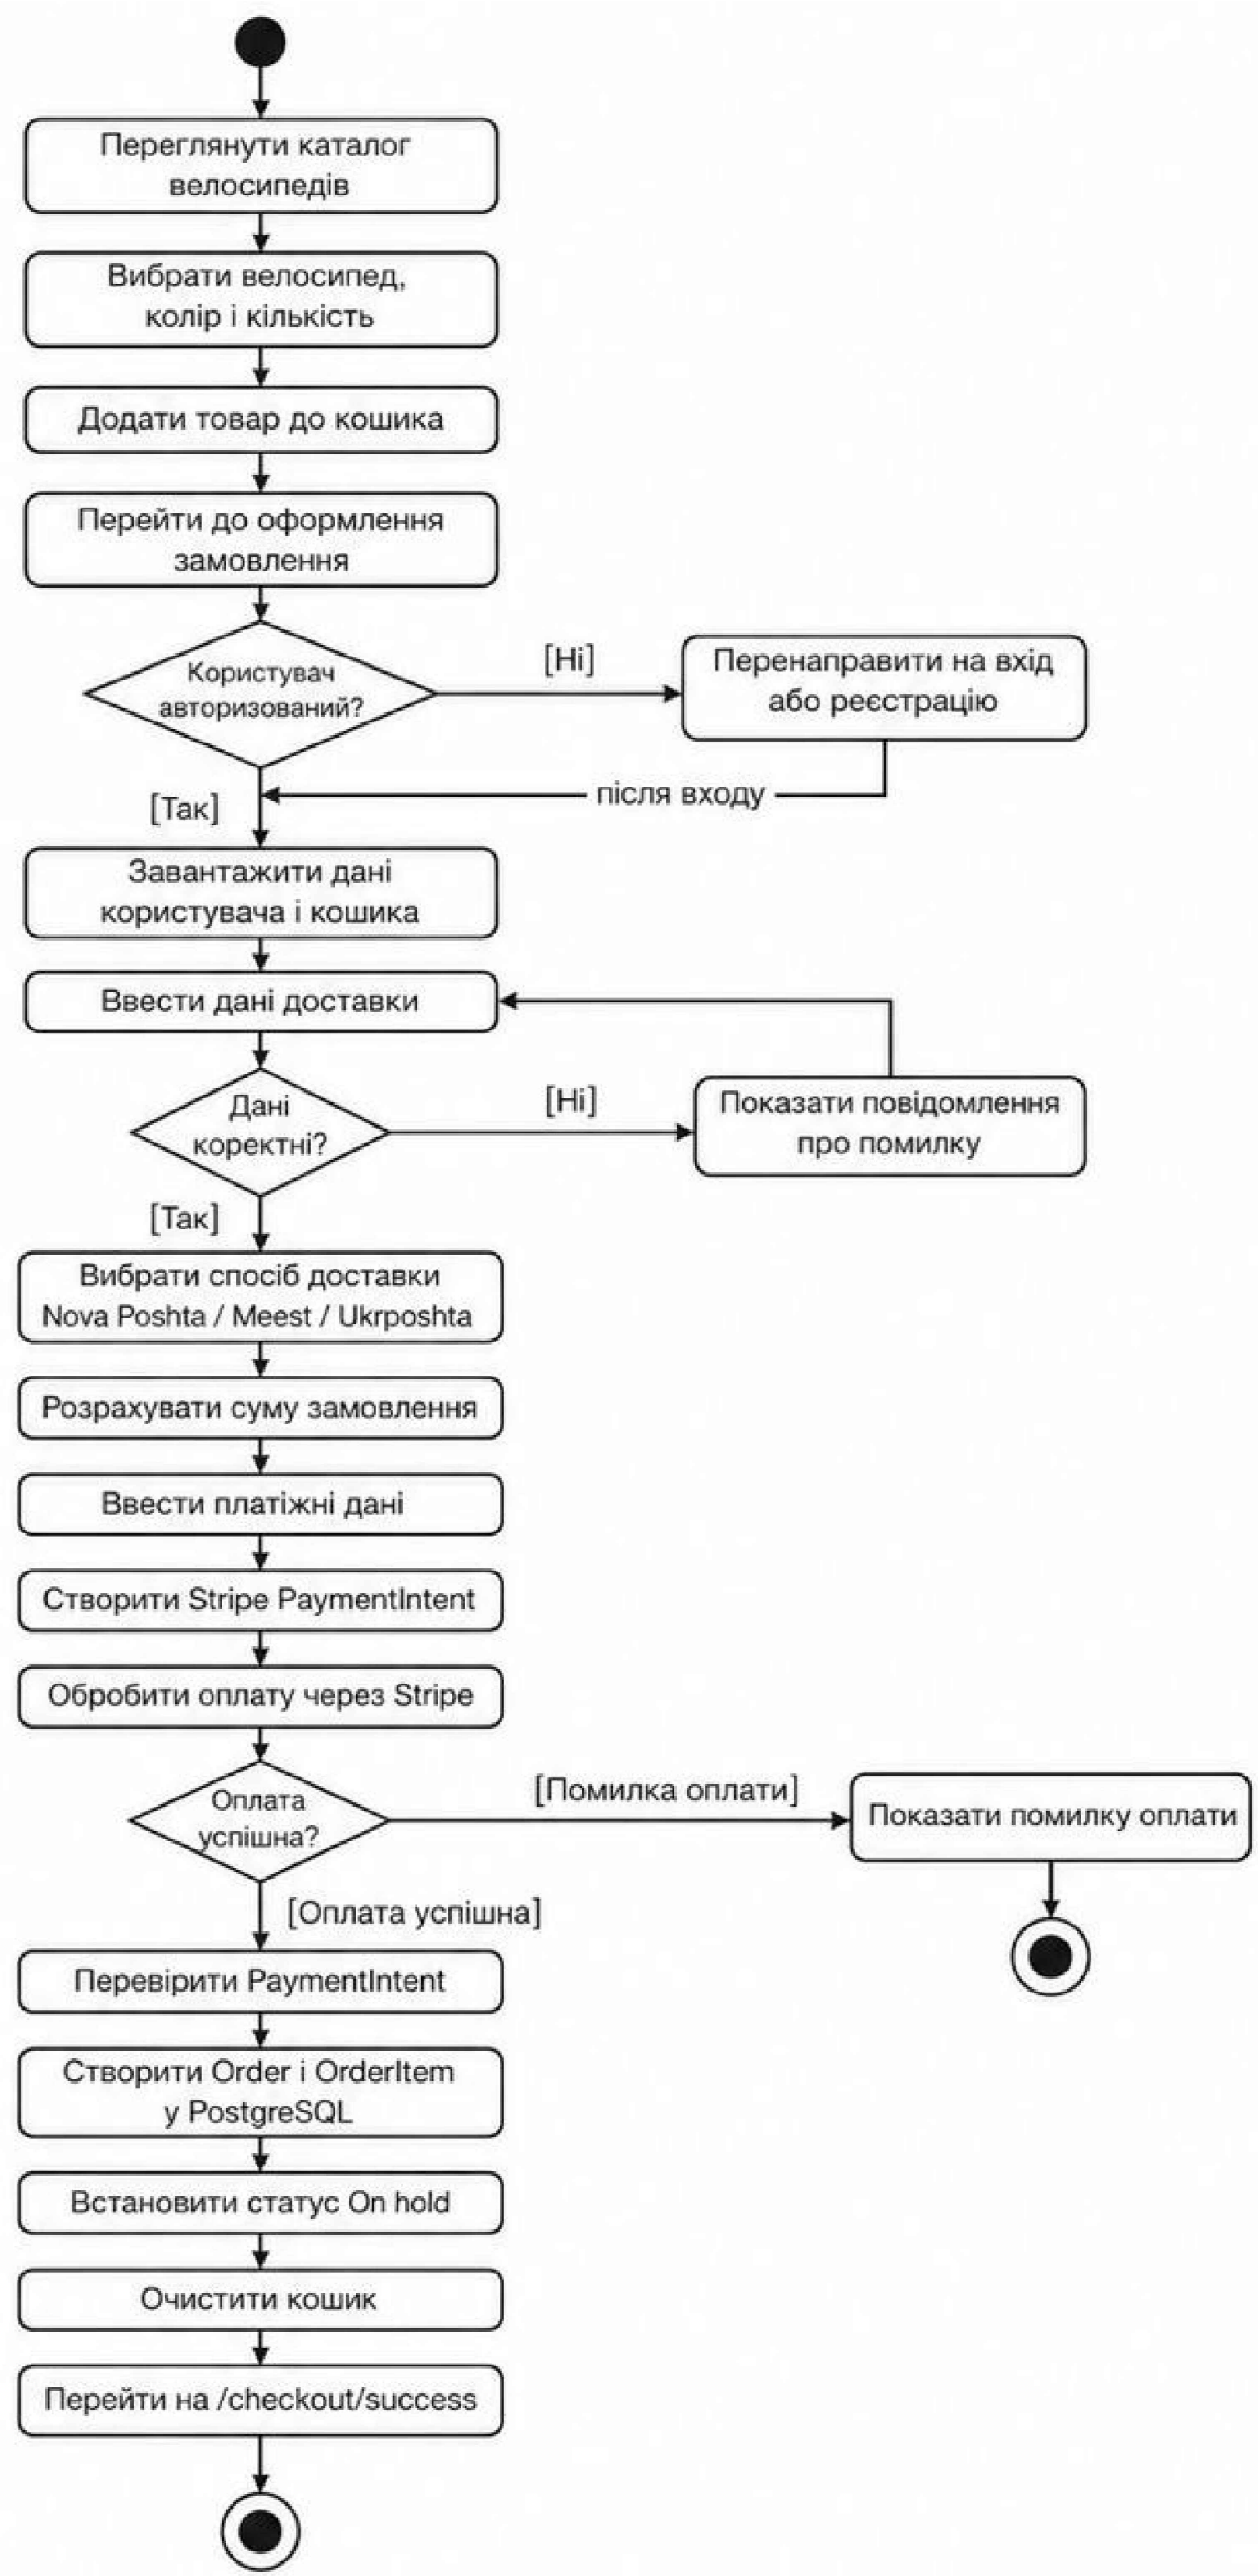 Переглянути каталог
велосипедів
Вибрати велосипед,
колір і кількість
Додати товар до кошика
Перейти до оформлення
замовлення
Користувач
авторизований?
[Ні]
Перенаправити на вхід
або реєстрацію
після входу
[Так]
Завантажити дані
користувача і кошика
Ввести дані доставки
Дані
коректні?
[Ні]
Показати повідомлення
про помилку
[Так]
Вибрати спосіб доставки
Nova Poshta / Meest / Ukrposhta
Розрахувати суму замовлення
Ввести платіжні дані
Створити Stripe PaymentIntent
Обробити оплату через Stripe
Оплата
успішна?
[Помилка оплати]
Показати помилку оплати
[Оплата успішна]
Перевірити PaymentIntent
Створити Order і OrderItem
у PostgreSQL
Встановити статус On hold
Очистити кошик
Перейти на /checkout/success